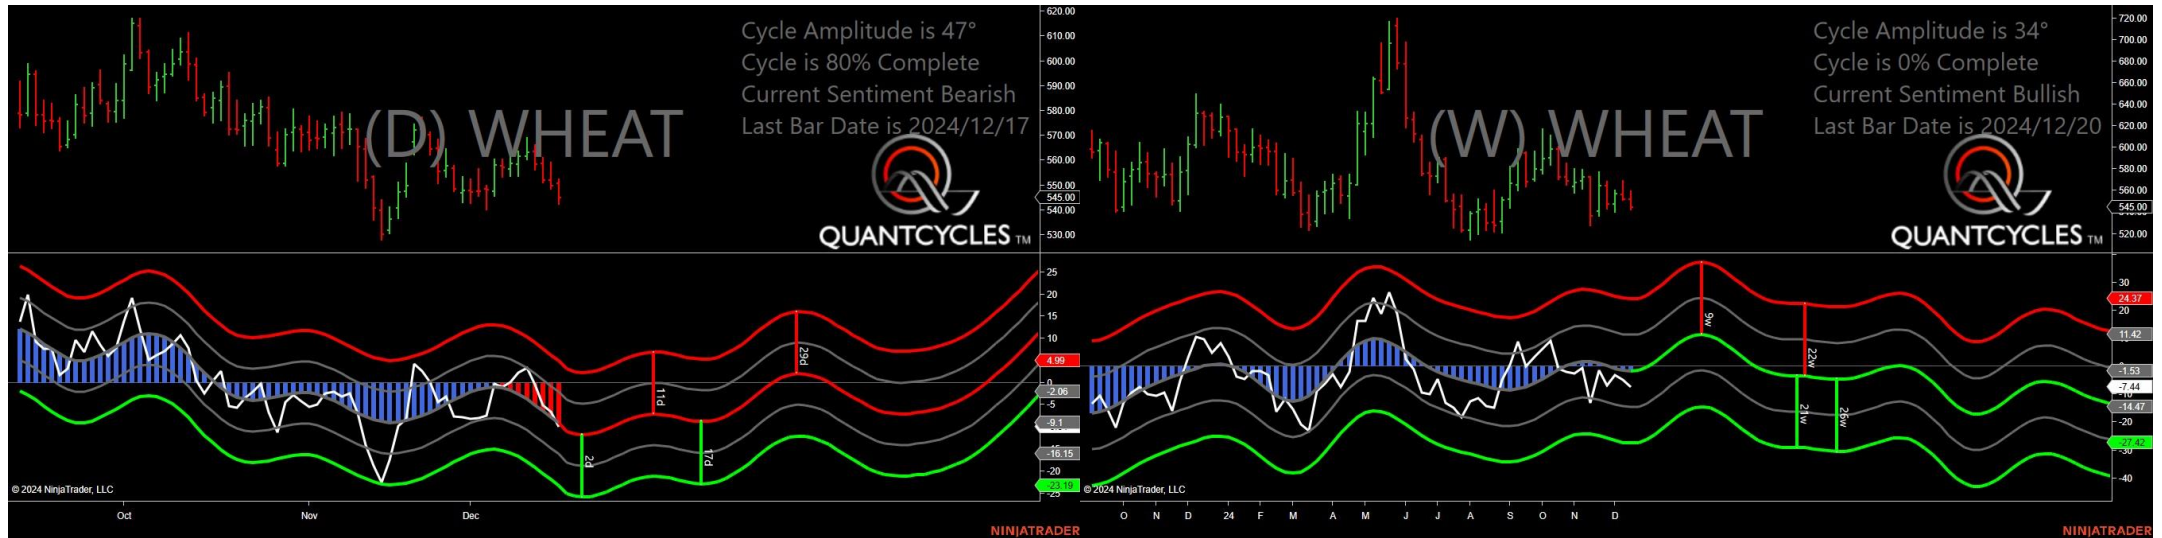 Cycle Amplitude is 47°
Cycle is 80% Complete
Current Sentiment Bearish
Last Bar Date is 2024/12/17
(D) WHEAT
QUANTCYCLES TM
620.00
610.00
600.00
590.00
580.00
570.00
560.00
550.00
545.00
540.00
530.00
25
20
15
10
4.99
0
-2.06
-5
-9.1
-16.15
-20
-23.19
-25
11d
29d
2d
17d
© 2024 NinjaTrader, LLC
Oct Nov Dec
NINJATRADER
Cycle Amplitude is 34°
Cycle is 0% Complete
Current Sentiment Bullish
Last Bar Date is 2024/12/20
(W) WHEAT
QUANTCYCLES TM
720.00
700.00
680.00
660.00
640.00
620.00
600.00
580.00
560.00
545.00
520.00
30
24.37
20
11.42
-1.53
-7.44
-14.47
-20
-27.42
-30
-40
9w
22w
21w
26w
© 2024 NinjaTrader, LLC
O N D 24 F M A M J J A S O N D
NINJATRADER